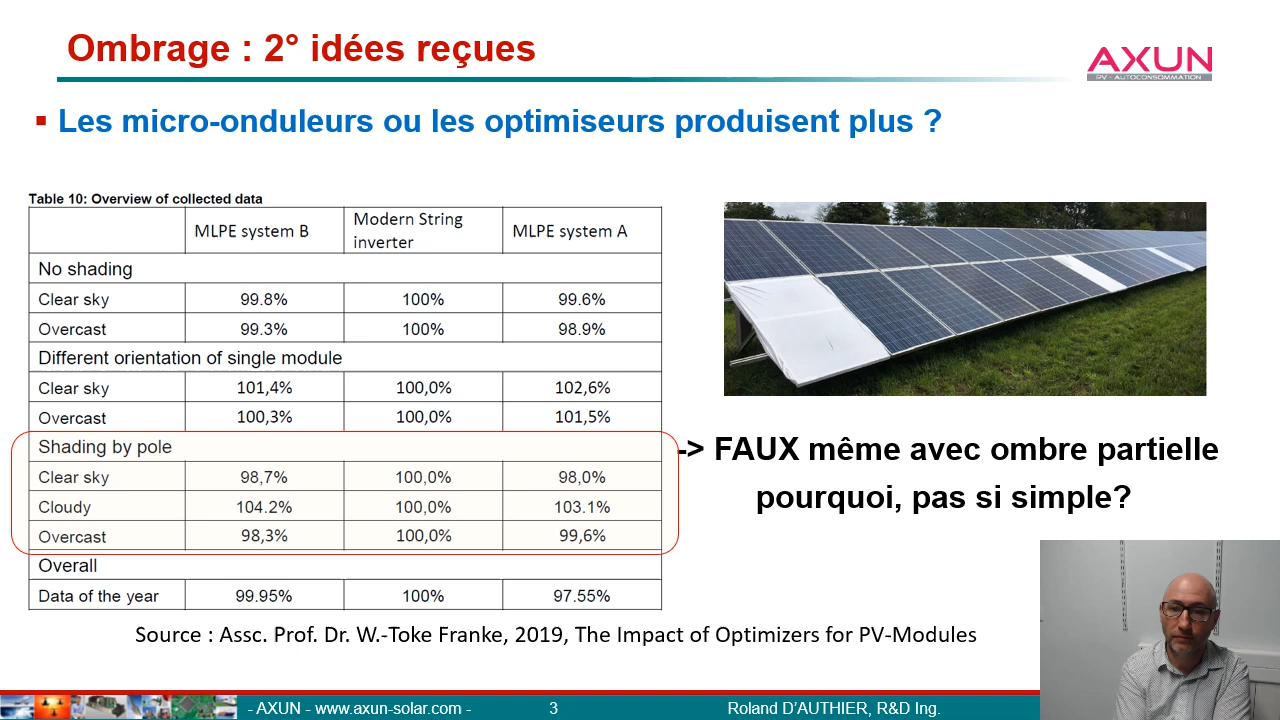 Ombrage : 2° idées reçues
AXUN
PV - AUTOCONSOMMATION
Les micro-onduleurs ou les optimiseurs produisent plus ?
Table 10: Overview of collected data
MLPE system B Modern String inverter MLPE system A
No shading
Clear sky 99.8% 100% 99.6%
Overcast 99.3% 100% 98.9%
Different orientation of single module
Clear sky 101,4% 100,0% 102,6%
Overcast 100,3% 100,0% 101,5%
Shading by pole
Clear sky 98,7% 100,0% 98,0%
Cloudy 104.2% 100,0% 103.1%
Overcast 98,3% 100,0% 99,6%
Overall
Data of the year 99.95% 100% 97.55%
-> FAUX même avec ombre partielle
pourquoi, pas si simple?
Source : Assc. Prof. Dr. W.-Toke Franke, 2019, The Impact of Optimizers for PV-Modules
- AXUN - www.axun-solar.com - 3 Roland D'AUTHIER, R&D Ing.